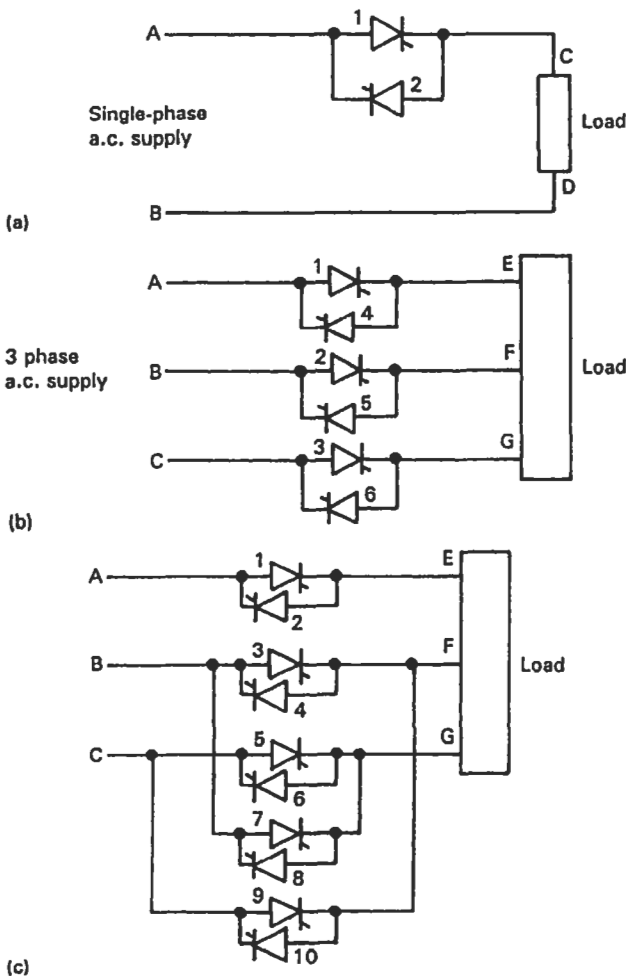 A
1
2
C
Single-phase
a.c. supply
Load
D
B
(a)
A
1
4
E
3 phase
a.c. supply
B
2
5
F
Load
C
3
6
G
(b)
A
1
2
E
B
3
4
F
Load
C
5
6
G
7
8
9
10
(c)